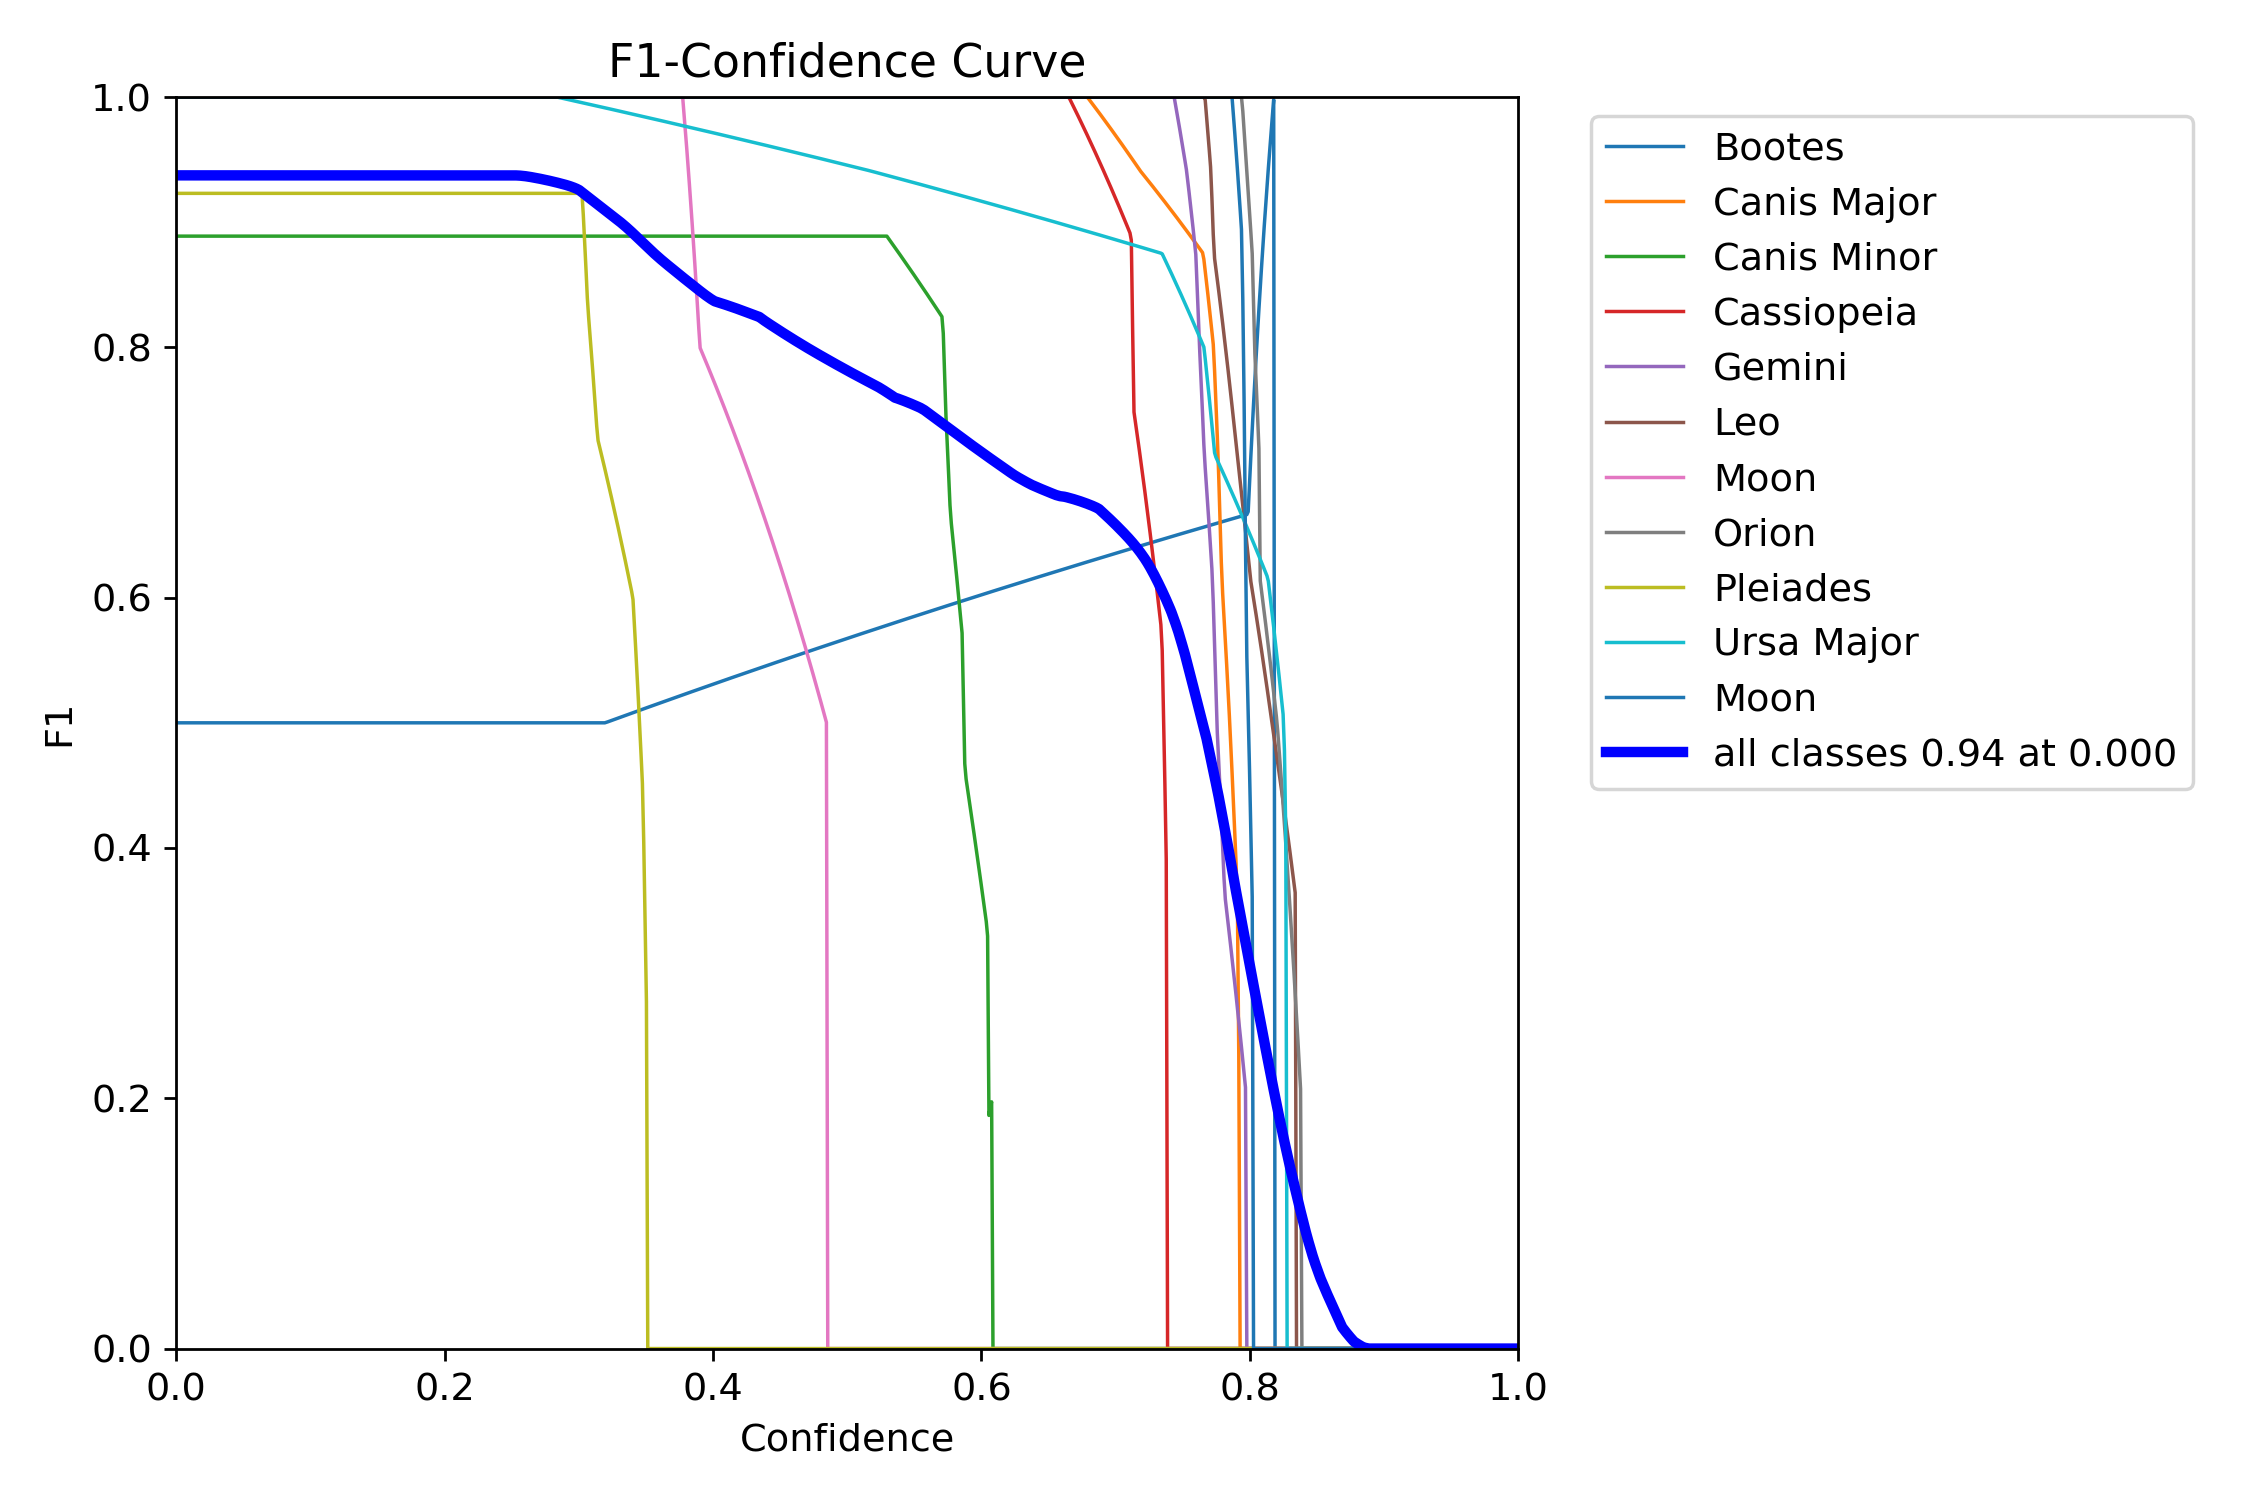 F1-Confidence Curve
1.0
0.8
0.6
0.4
0.2
0.0
F1
0.0 0.2 0.4 0.6 0.8 1.0
Confidence
Bootes
Canis Major
Canis Minor
Cassiopeia
Gemini
Leo
Moon
Orion
Pleiades
Ursa Major
Moon
all classes 0.94 at 0.000